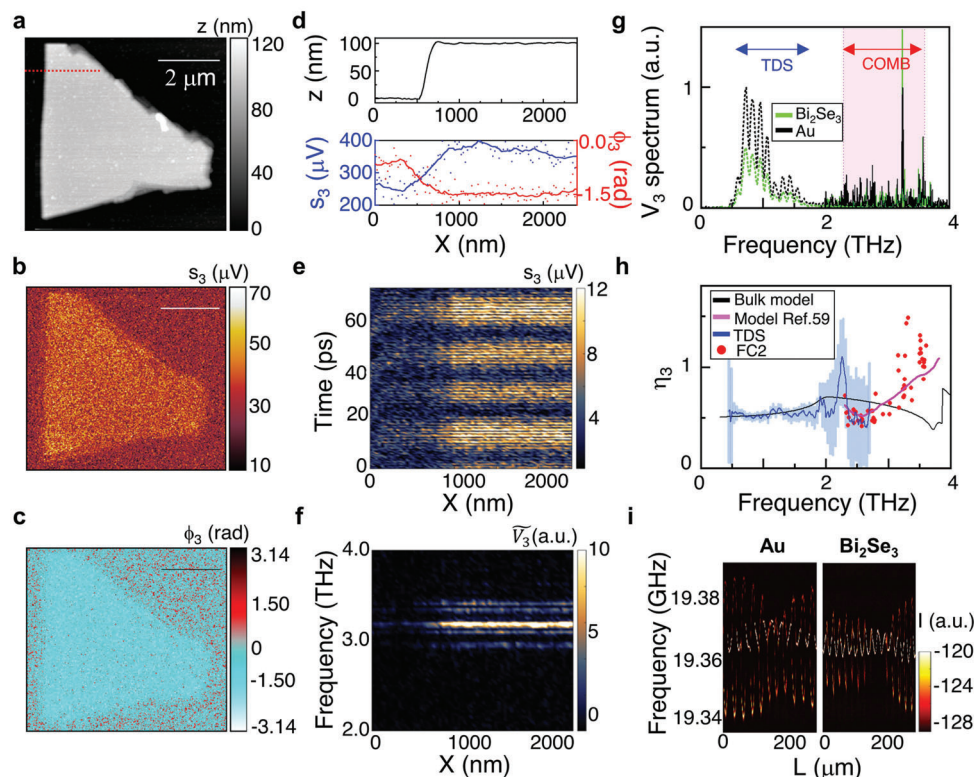 a
z (nm)
2 μm
120
80
40
0
b
s3 (μV)
70
50
30
10
c
ϕ3 (rad)
3.14
1.50
0
-1.50
-3.14
d
z(nm)
100
50
0
s3 (μV)
400
300
200
0.0
-1.5
ϕ3 (rad)
0 1000 2000
X (nm)
e
s3 (μV)
Time (ps)
60
40
20
0
12
8
4
0 1000 2000
X (nm)
f
V3 (a.u.)
Frequency (THz)
4.0
3.0
2.0
10
5
0
0 1000 2000
X (nm)
g
V3 spectrum (a.u.)
1
0
TDS
COMB
Bi2Se3
Au
0 2 4
Frequency (THz)
h
η3
1
0
Bulk model
Model Ref.59
TDS
FC2
0 2 4
Frequency (THz)
i
Au
Bi2Se3
Frequency (GHz)
19.38
19.36
19.34
I (a.u.)
-120
-124
-128
0 200 0 200
L (μm)